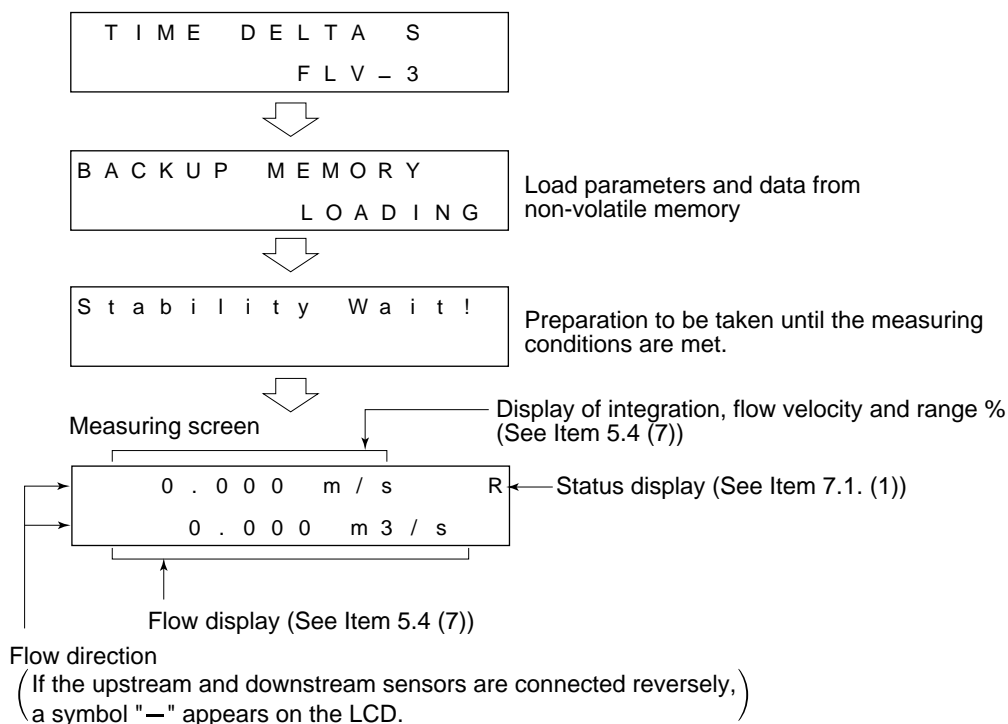 TIME DELTA S
FLV–3
BACKUP MEMORY
LOADING
Load parameters and data from
non-volatile memory
Stability Wait!
Preparation to be taken until the measuring
conditions are met.
Measuring screen
Display of integration, flow velocity and range %
(See Item 5.4 (7))
0.000 m/s R
Status display (See Item 7.1. (1))
0.000 m3/s
Flow display (See Item 5.4 (7))
Flow direction
(If the upstream and downstream sensors are connected reversely,
a symbol "—" appears on the LCD.)